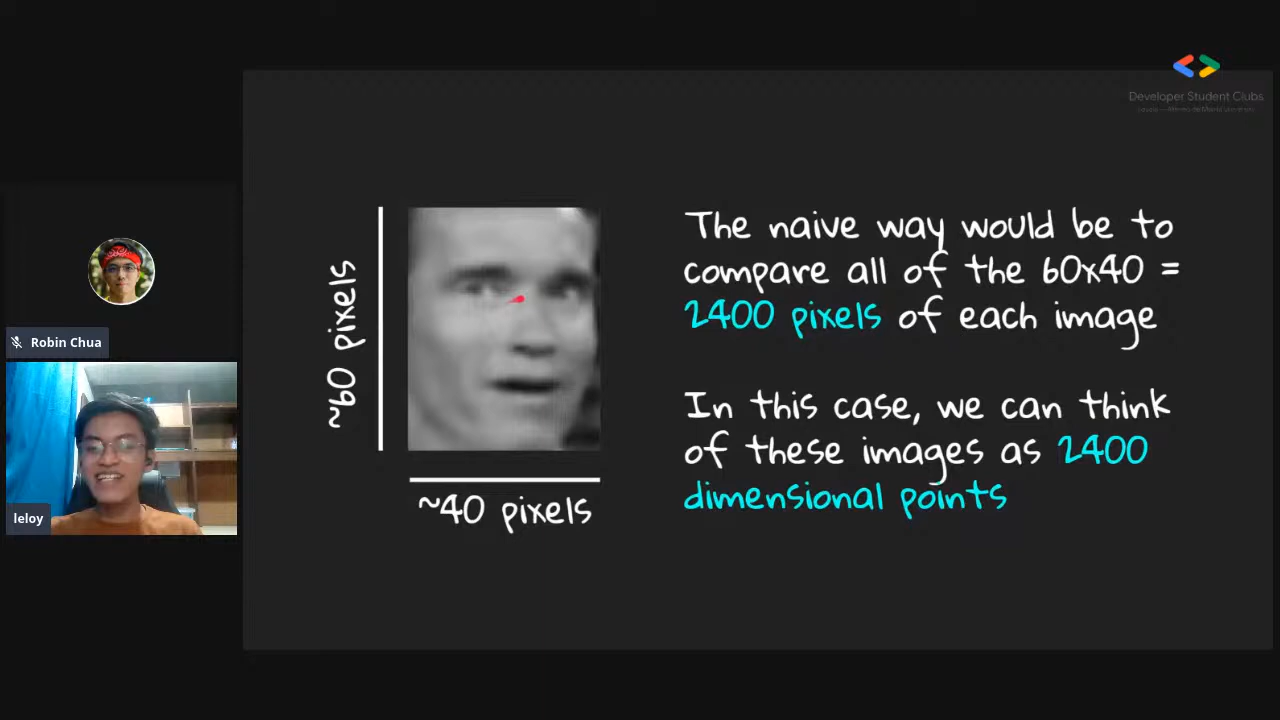 Developer Student Clubs
~60 pixels
~40 pixels
The naive way would be to
compare all of the 60x40 =
2400 pixels of each image
In this case, we can think
of these images as 2400
dimensional points
Robin Chua
leloy